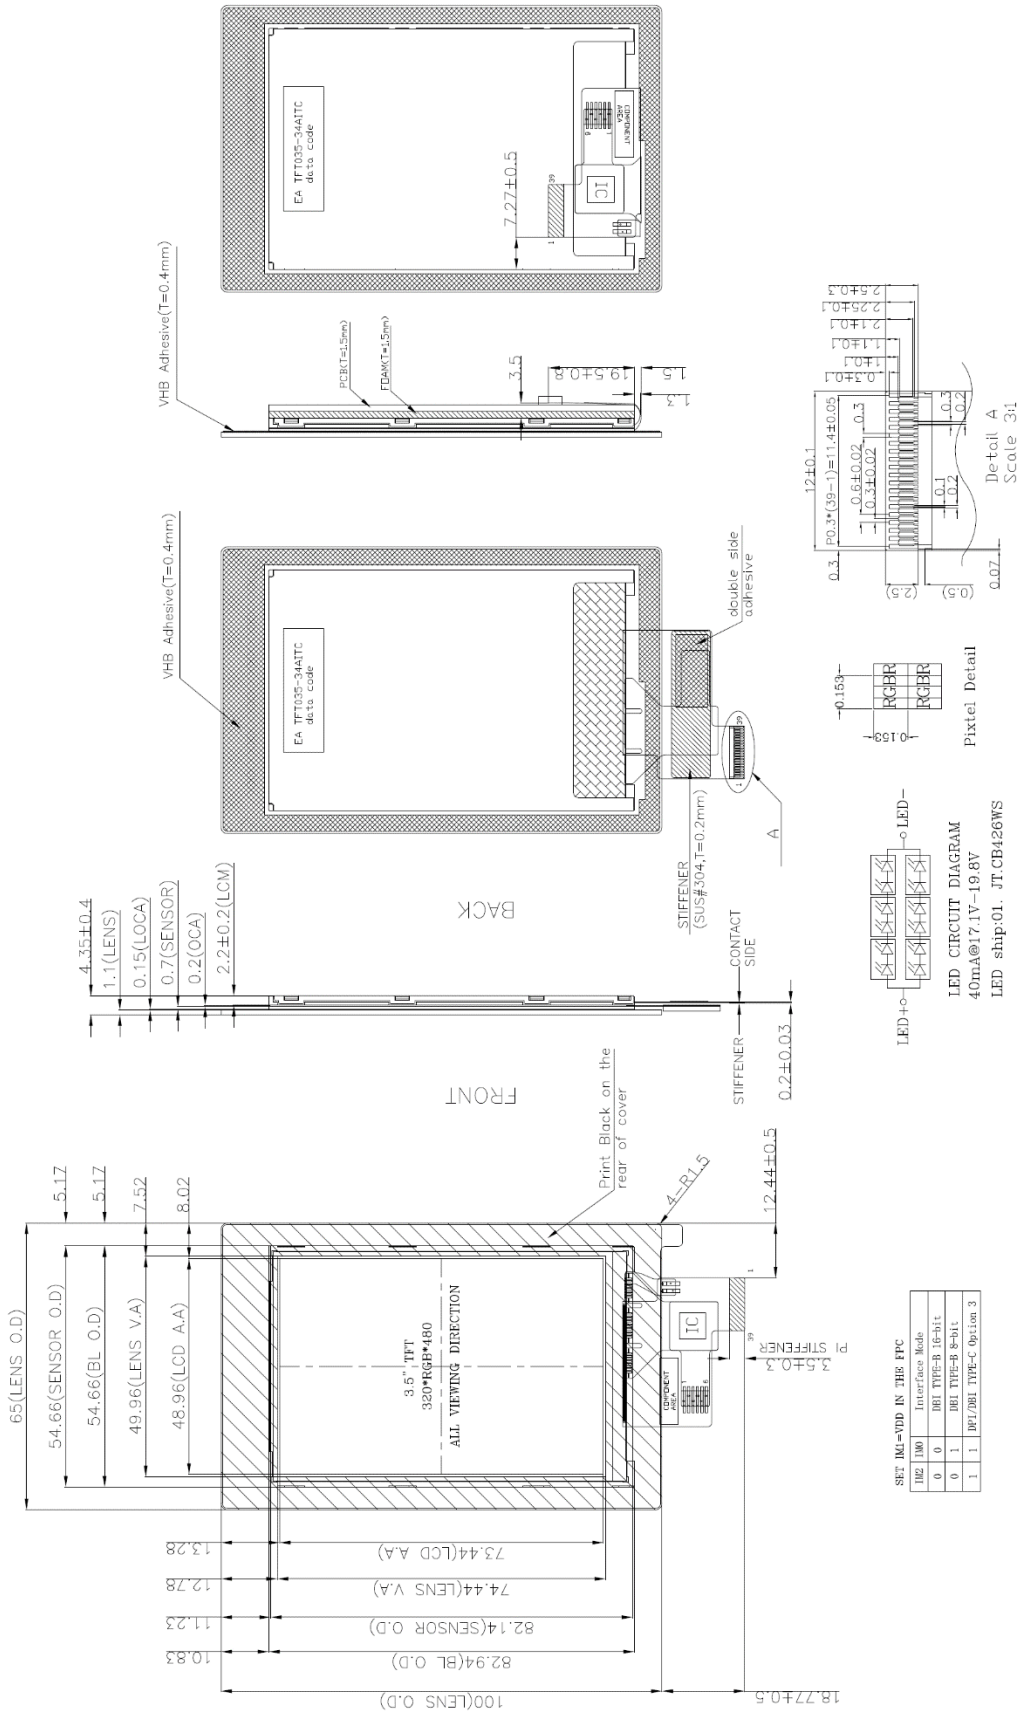 EA TFT035-34AITC
data code
COMPONENT
AREA
IC
6
1
39
1
7.27±0.5
VHB Adhesive(T=0.4mm)
PCB(T=1.5mm)
FOAM(T=1.5mm)
3.5
19.5±0.8
1.5
1.3
VHB Adhesive(T=0.4mm)
EA TFT035-34AITC
data code
double side
adhesive
1
39
A
STIFFENER
(SUS#304,T=0.2mm)
BACK
2.5±0.3
2.25±0.1
2.1±0.1
1.1±0.1
1±0.1
0.3±0.1
12±0.1
P0.3*(39-1)=11.4±0.05
0.3
0.6±0.02
0.3±0.02
0.3
0.3
0.2
0.1
0.2
(2.5)
(0.5)
0.07
Detail A
Scale 3:1
0.153
0.153
RGBR
RGBR
Pixtel Detail
4.35±0.4
1.1(LENS)
0.15(LOCA)
0.7(SENSOR)
0.2(OCA)
2.2±0.2(LCM)
CONTACT
SIDE
STIFFENER
0.2±0.03
LED+
LED-
LED CIRCUIT DIAGRAM
40mA@17.1V-19.8V
LED ship:01. JT.CB426WS
FRONT
Print Black on the
rear of cover
65(LENS O.D)
5.17
54.66(SENSOR O.D)
5.17
54.66(BL O.D)
7.52
49.96(LENS V.A)
8.02
48.96(LCD A.A)
4-R1.5
12.44±0.5
3.5" TFT
320*RGB*480
ALL VIEWING DIRECTION
IC
COMPONENT
AREA
1
6
1
39
3.5±0.3
PI STIFFENER
13.28
73.44(LCD A.A)
12.78
74.44(LENS V.A)
11.23
82.14(SENSOR O.D)
10.83
82.94(BL O.D)
100(LENS O.D)
18.77±0.5
SET IM1=VDD IN THE FPC
IM2 IM0 Interface Mode
0 0 DBI TYPE-B 16-bit
0 1 DBI TYPE-B 8-bit
1 1 DPI/DBI TYPE-C Option 3